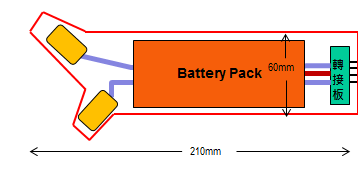 Battery Pack
60mm
轉
接
板
210mm